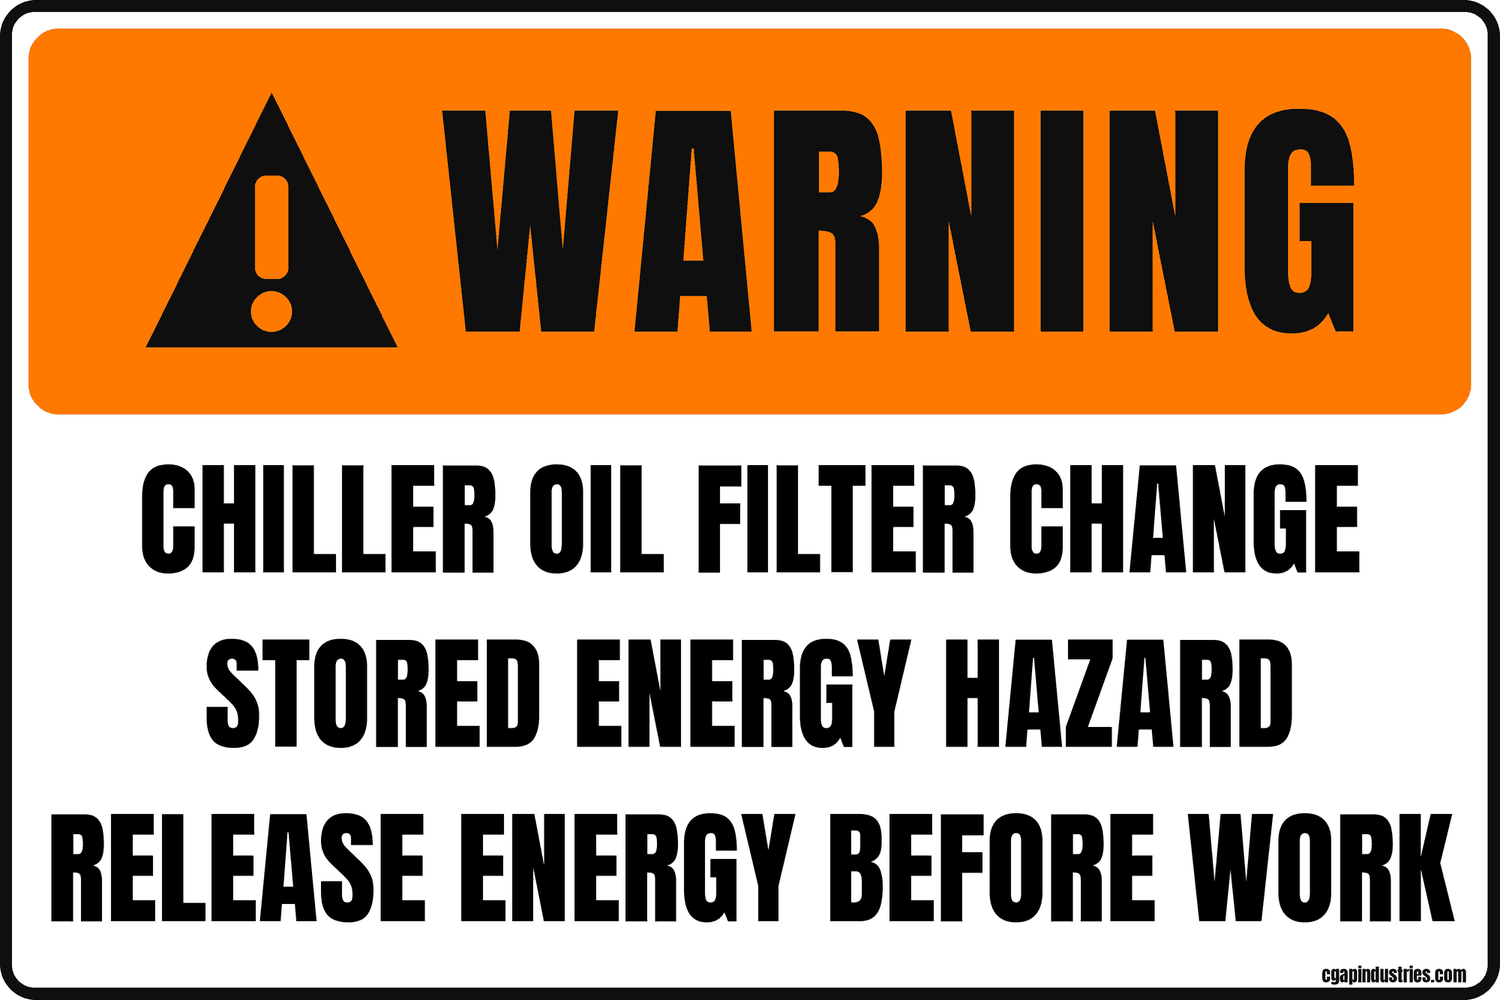 WARNING
CHILLER OIL FILTER CHANGE
STORED ENERGY HAZARD
RELEASE ENERGY BEFORE WORK
cgapindustries.com